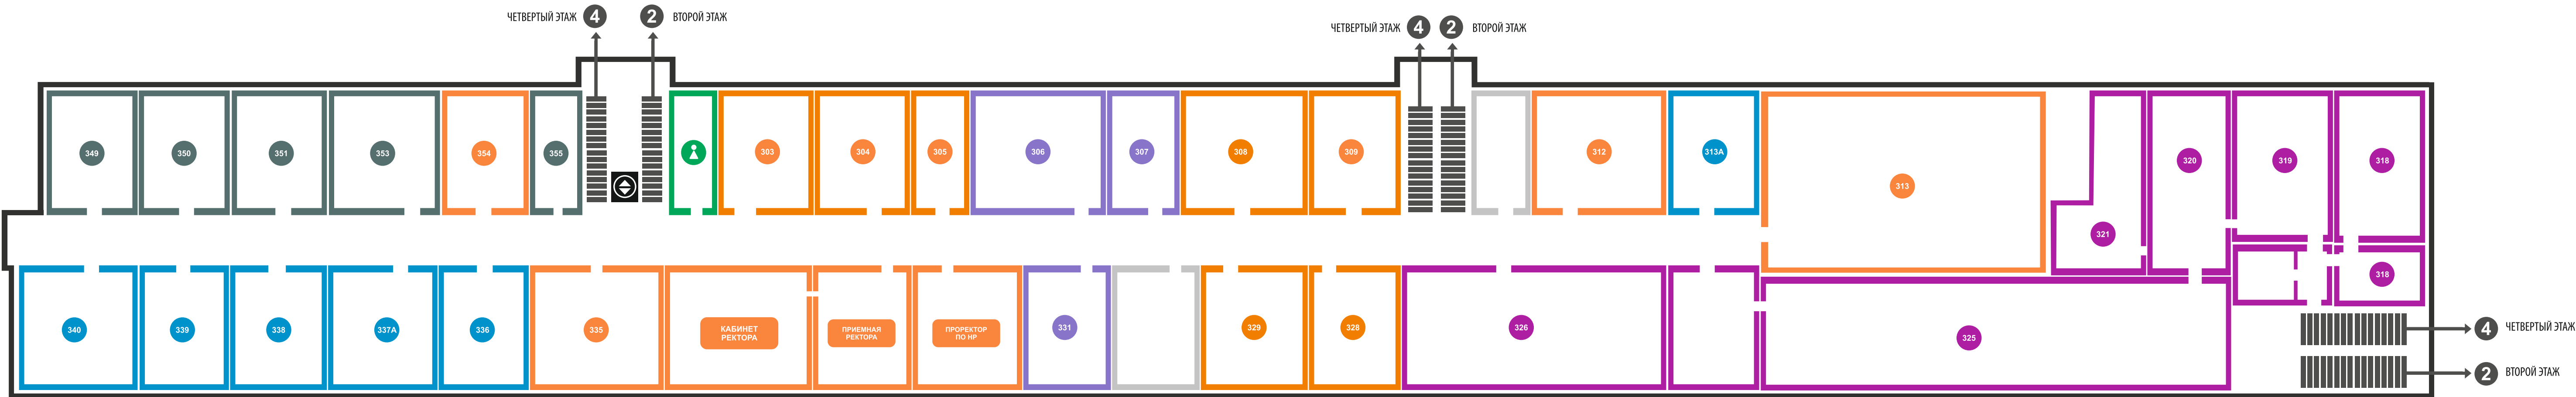 ЧЕТВЕРТЫЙ ЭТАЖ 4 2 ВТОРОЙ ЭТАЖ
ЧЕТВЕРТЫЙ ЭТАЖ 4 2 ВТОРОЙ ЭТАЖ
349 350 351 353 354 355 303 304 305 306 307 308 309 312 313А 313 320 319 318
321
318
340 339 338 337А 336 335
КАБИНЕТ
РЕКТОРА
ПРИЕМНАЯ
РЕКТОРА
ПРОРЕКТОР
ПО НР
331 329 328 326 325
4 ЧЕТВЕРТЫЙ ЭТАЖ
2 ВТОРОЙ ЭТАЖ